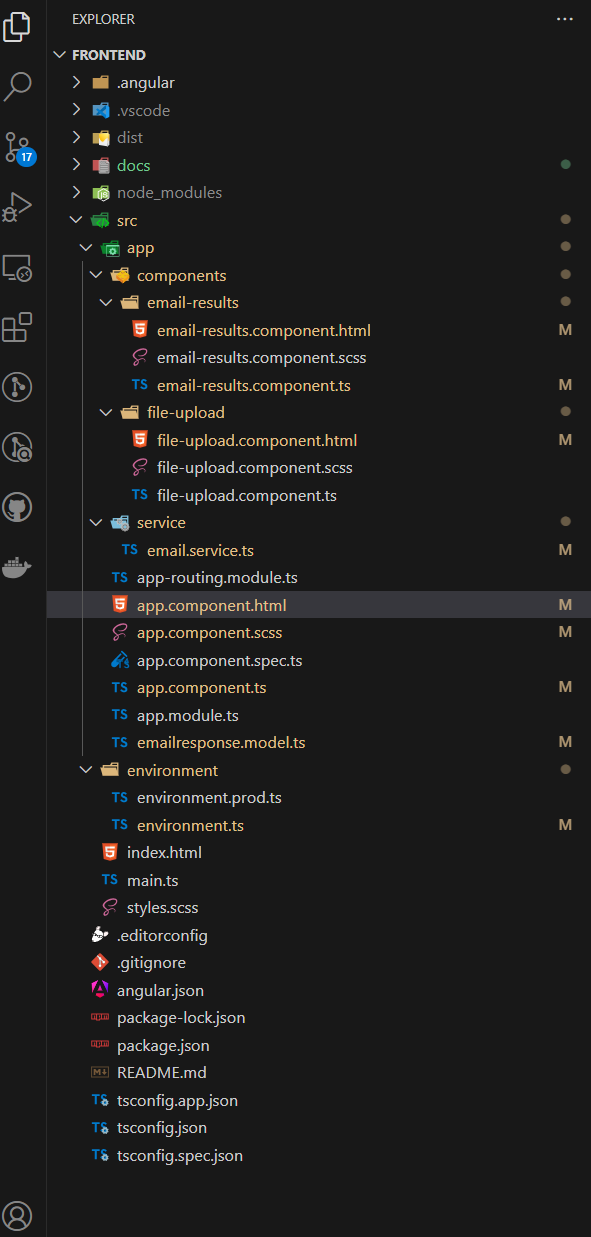 EXPLORER ...
FRONTEND
.angular
.vscode
dist
docs
node_modules
17
src
app
components
email-results
email-results.component.html M
email-results.component.scss
TS email-results.component.ts M
file-upload
file-upload.component.html M
file-upload.component.scss
TS file-upload.component.ts
service
TS email.service.ts M
TS app-routing.module.ts
app.component.html M
app.component.scss M
app.component.spec.ts
TS app.component.ts M
TS app.module.ts
TS emailresponse.model.ts M
environment
TS environment.prod.ts
TS environment.ts M
index.html
TS main.ts
styles.scss
.editorconfig
.gitignore
angular.json
package-lock.json
package.json
README.md
TS tsconfig.app.json
TS tsconfig.json
TS tsconfig.spec.json